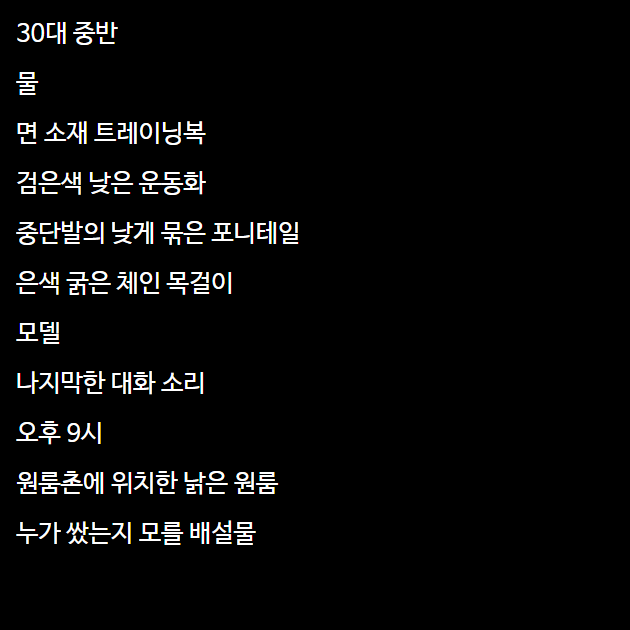 30대 중반
물
면 소재 트레이닝복
검은색 낮은 운동화
중단발의 낮게 묶은 포니테일
은색 굵은 체인 목걸이
모델
나지막한 대화 소리
오후 9시
원룸촌에 위치한 낡은 원룸
누가 쌌는지 모를 배설물